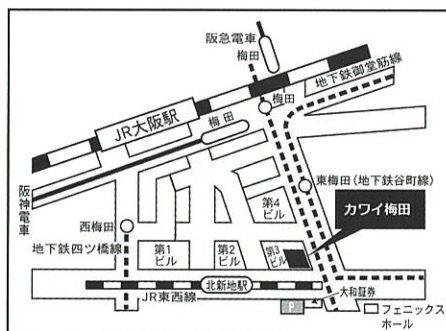 阪急電車
梅田
地下鉄御堂筋線
梅田
JR大阪駅
梅田
阪神電車
東梅田(地下鉄谷町線)
カワイ梅田
第4
ビル
西梅田
地下鉄四ツ橋線
第1
ビル
第2
ビル
第3
ビル
北新地駅
JR東西線
P
大和証券
フェニックス
ホール